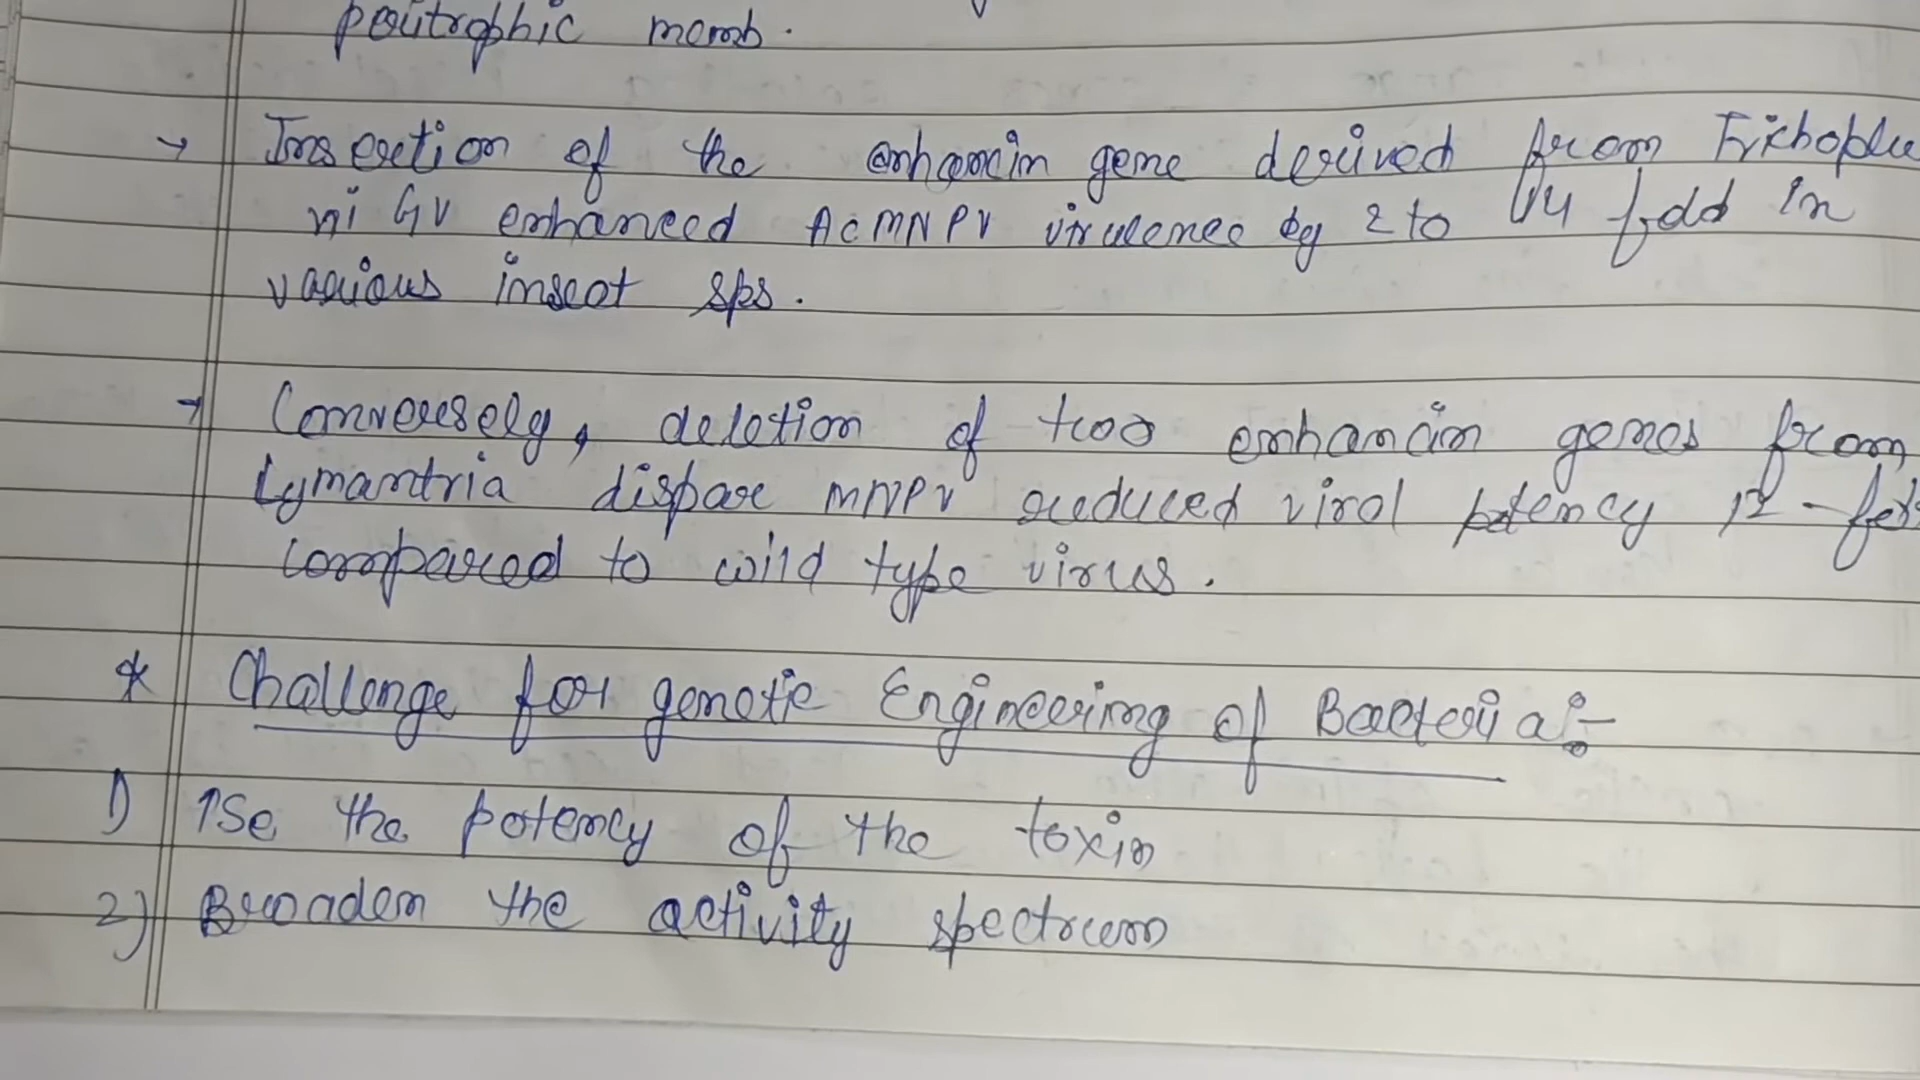 peritrophic memb.
→ Insertion of the enhancin gene derived from Trichoplu
ni GV enhanced AcMNPV virulence by 2 to 14 fold in
various insect sps.
→ Conversely, deletion of two enhancin genes from
Lymantria dispar MNPV reduced viral potency 12-fol
compared to wild type virus.
* Challenge for genetic Engineering of Bacteria:-
1) ↑se the potency of the toxin
2) Broaden the activity spectrum